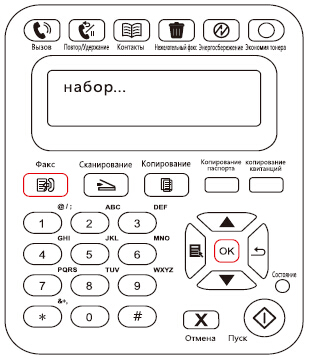 Вызов Повтор/Удержание Контакты Нежелательный факс Энергосбережение Экономия тонера
набор...
Факс Сканирование Копирование Копирование паспорта копирование квитанций
@ / : ABC DEF
1 2 3
GHI JKL MNO
4 5 6
OK
PQRS TUV WXYZ
7 8 9
Состояние
&+,
* 0 #
X
Отмена Пуск